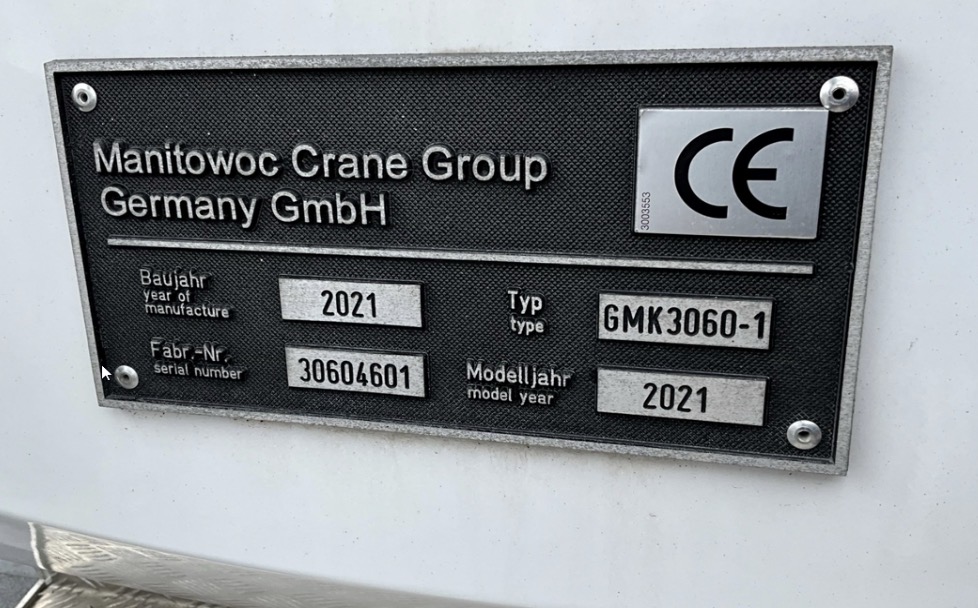 Manitowoc Crane Group
Germany GmbH
CE
3003553
Baujahr
year of
manufacture
2021
Typ
type
GMK3060-1
Fabr.-Nr.
serial number
30604601
Modelljahr
model year
2021